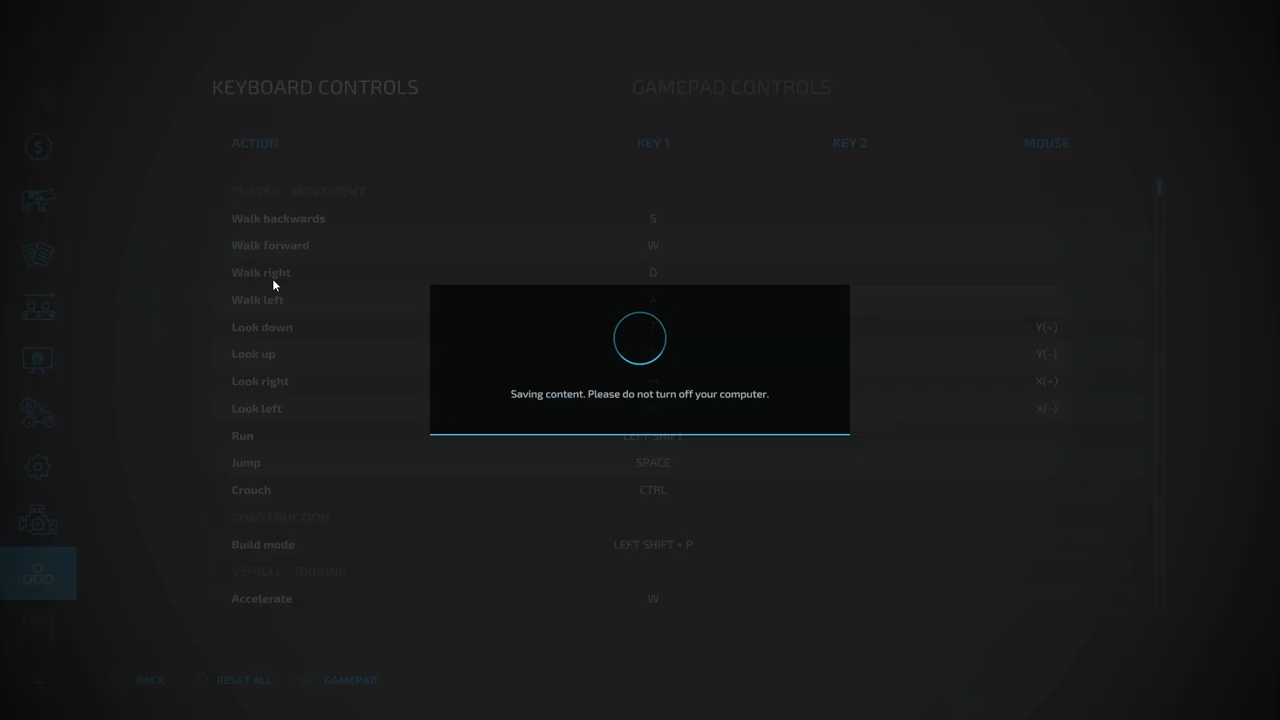 KEYBOARD CONTROLS GAMEPAD CONTROLS
ACTION KEY 1 KEY 2 MOUSE
PLAYER - MOVEMENT
Walk backwards S
Walk forward W
Walk right D
Walk left A
Look down Y(+)
Look up Y(-)
Look right X(+)
Look left X(-)
Saving content. Please do not turn off your computer.
Run LEFT SHIFT
Jump SPACE
Crouch CTRL
CONSTRUCTION
Build mode LEFT SHIFT + P
VEHICLE - DRIVING
Accelerate W
BACK RESET ALL GAMEPAD